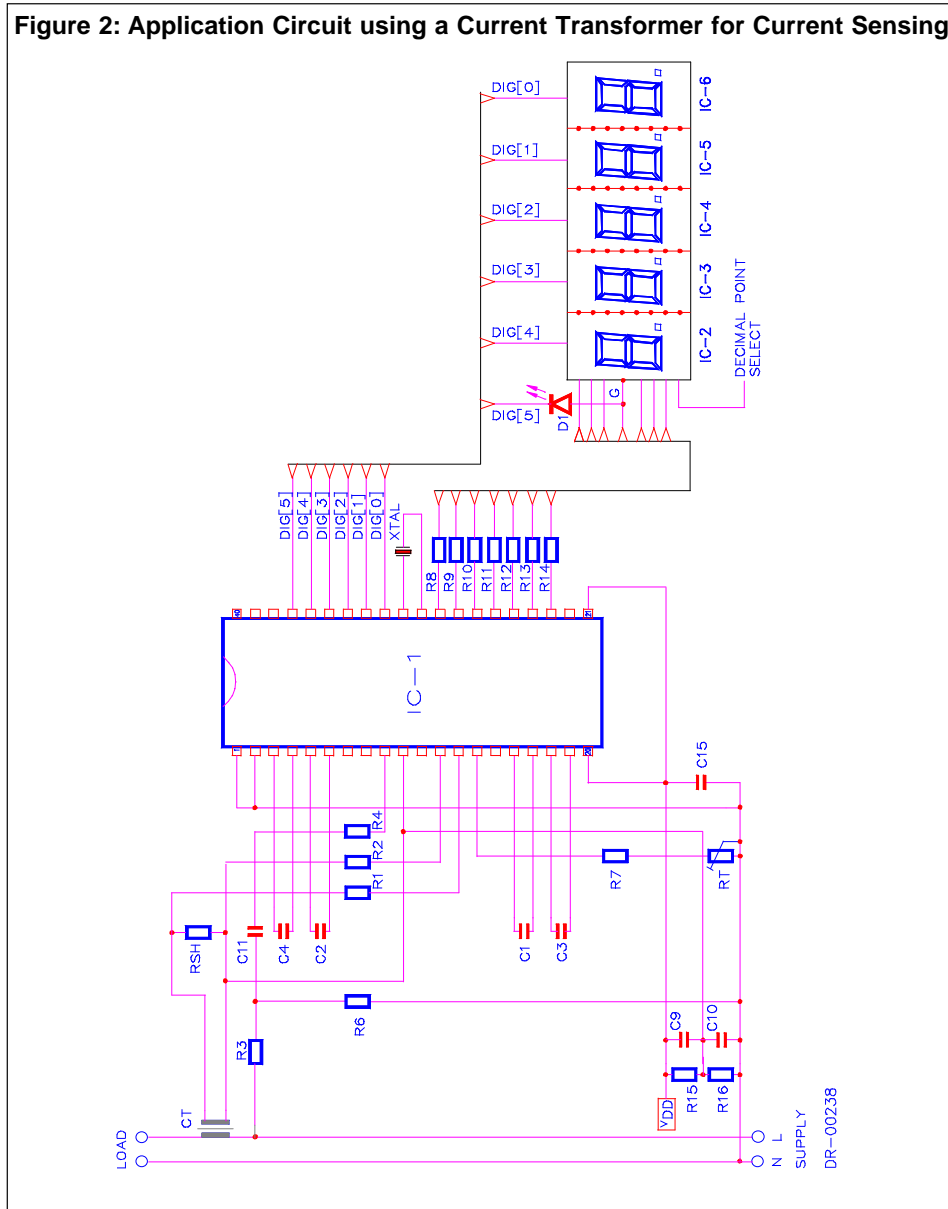 Figure 2: Application Circuit using a Current Transformer for Current Sensing
DIG[0]
DIG[1]
DIG[2]
DIG[3]
DIG[4]
DIG[5]
IC-6
IC-5
IC-4
IC-3
IC-2
DECIMAL POINT
SELECT
G
D1
DIG[5]
DIG[4]
DIG[3]
DIG[2]
DIG[1]
DIG[0]
XTAL
R8
R9
R10
R11
R12
R13
R14
40
21
IC-1
1
20
C15
R4
R2
R1
R7
RT
RSH
C11
C4
C2
C1
C3
R3
R6
C9
C10
CT
VDD
R15
R16
LOAD
L
N
SUPPLY
DR-00238